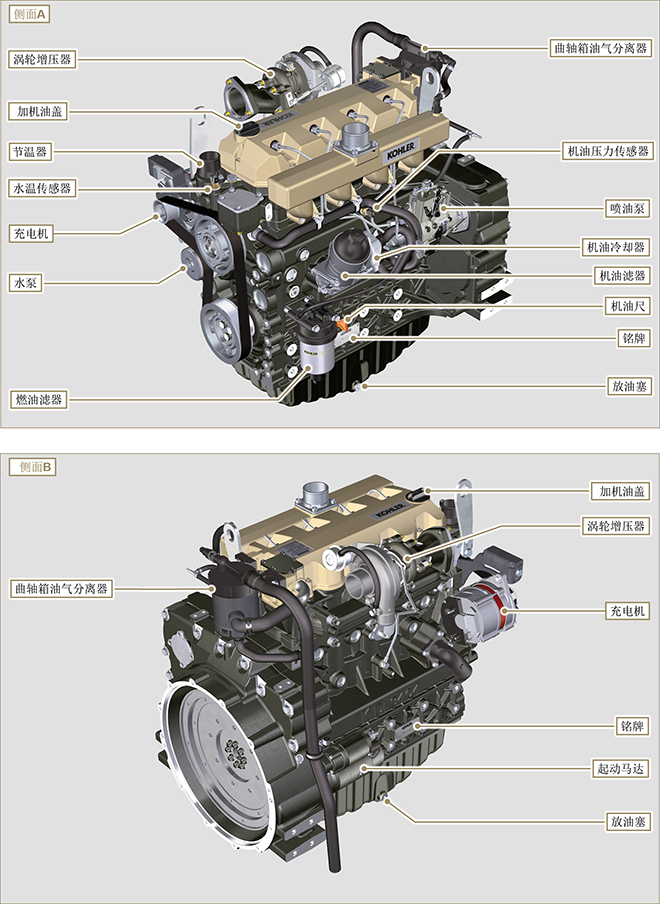 侧面A
涡轮增压器
曲轴箱油气分离器
加机油盖
KOHLER
KOHLER
节温器
机油压力传感器
水温传感器
喷油泵
充电机
机油冷却器
水泵
机油滤器
机油尺
铭牌
KOHLER
燃油滤器
放油塞
侧面B
加机油盖
KOHLER
涡轮增压器
曲轴箱油气分离器
充电机
铭牌
起动马达
放油塞